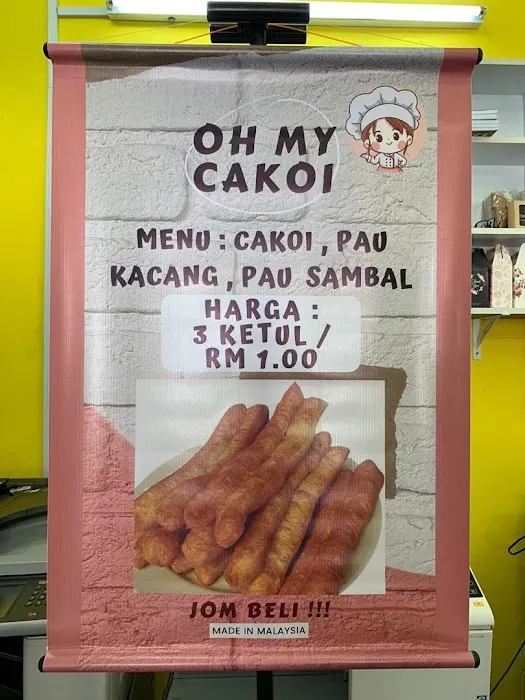 OH MY
CAKOI
MENU : CAKOI , PAU
KACANG , PAU SAMBAL
HARGA :
3 KETUL /
RM 1.00
JOM BELI !!!
MADE IN MALAYSIA